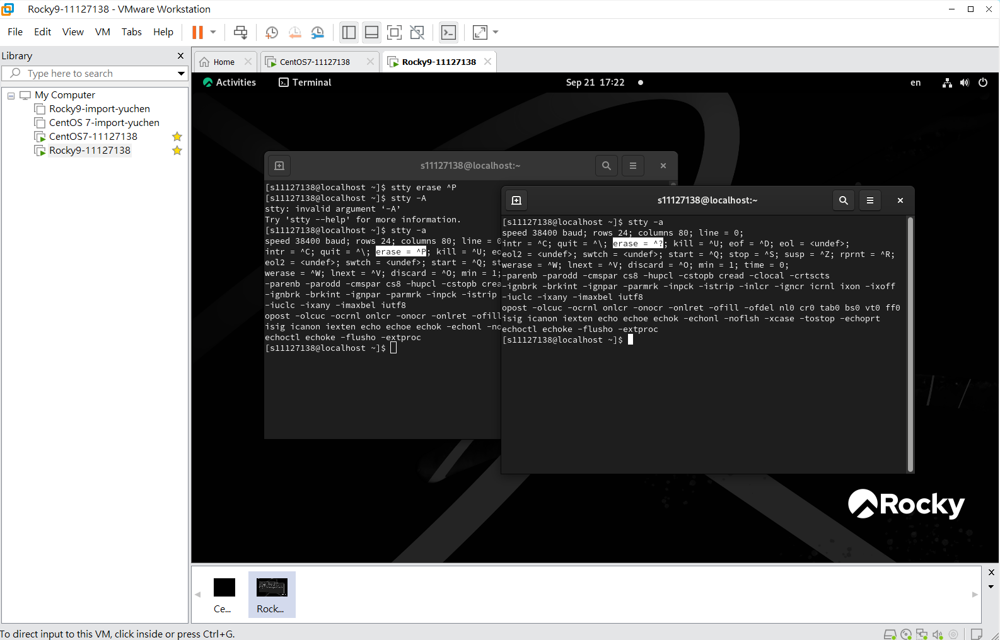 Rocky9-11127138 - VMware Workstation
File Edit View VM Tabs Help
Library
Type here to search
My Computer
Rocky9-import-yuchen
CentOS 7-import-yuchen
CentOS7-11127138
Rocky9-11127138
Home
CentOS7-11127138
Rocky9-11127138
Activities
Terminal
Sep 21 17:22
en
s11127138@localhost:~
[s11127138@localhost ~]$ stty erase ^P
[s11127138@localhost ~]$ stty -A
stty: invalid argument ‘-A’
Try 'stty --help' for more information.
[s11127138@localhost ~]$ stty -a
speed 38400 baud; rows 24; columns 80; line = 0
intr = ^C; quit = ^\; erase = ^P; kill = ^U; eo
eol2 = <undef>; swtch = <undef>; start = ^Q; st
werase = ^W; lnext = ^V; discard = ^O; min = 1;
-parenb -parodd -cmspar cs8 -hupcl -cstopb crea
-ignbrk -brkint -ignpar -parmrk -inpck -istrip
-iuclc -ixany -imaxbel iutf8
opost -olcuc -ocrnl onlcr -onocr -onlret -ofill
isig icanon iexten echo echoe echok -echonl -no
echoctl echoke -flusho -extproc
[s11127138@localhost ~]$
s11127138@localhost:~
[s11127138@localhost ~]$ stty -a
speed 38400 baud; rows 24; columns 80; line = 0;
intr = ^C; quit = ^\; erase = ^?; kill = ^U; eof = ^D; eol = <undef>;
eol2 = <undef>; swtch = <undef>; start = ^Q; stop = ^S; susp = ^Z; rprnt = ^R;
werase = ^W; lnext = ^V; discard = ^O; min = 1; time = 0;
-parenb -parodd -cmspar cs8 -hupcl -cstopb cread -clocal -crtscts
-ignbrk -brkint -ignpar -parmrk -inpck -istrip -inlcr -igncr icrnl ixon -ixoff
-iuclc -ixany -imaxbel iutf8
opost -olcuc -ocrnl onlcr -onocr -onlret -ofill -ofdel nl0 cr0 tab0 bs0 vt0 ff0
isig icanon iexten echo echoe echok -echonl -noflsh -xcase -tostop -echoprt
echoctl echoke -flusho -extproc
[s11127138@localhost ~]$
Rocky
Ce...
Rock...
To direct input to this VM, click inside or press Ctrl+G.